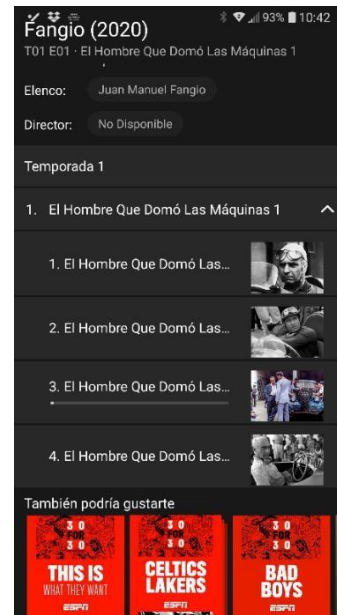 93% 10:42
Fangio (2020)
T01 E01 · El Hombre Que Domó Las Máquinas 1
Elenco: Juan Manuel Fangio
Director: No Disponible
Temporada 1
1. El Hombre Que Domó Las Máquinas 1
1. El Hombre Que Domó Las...
2. El Hombre Que Domó Las...
3. El Hombre Que Domó Las...
4. El Hombre Que Domó Las...
También podría gustarte
30 FOR 30
THIS IS
WHAT THEY WANT
ESPN
30 FOR 30
CELTICS
LAKERS
ESPN
30 FOR 30
BAD
BOYS
ESPN